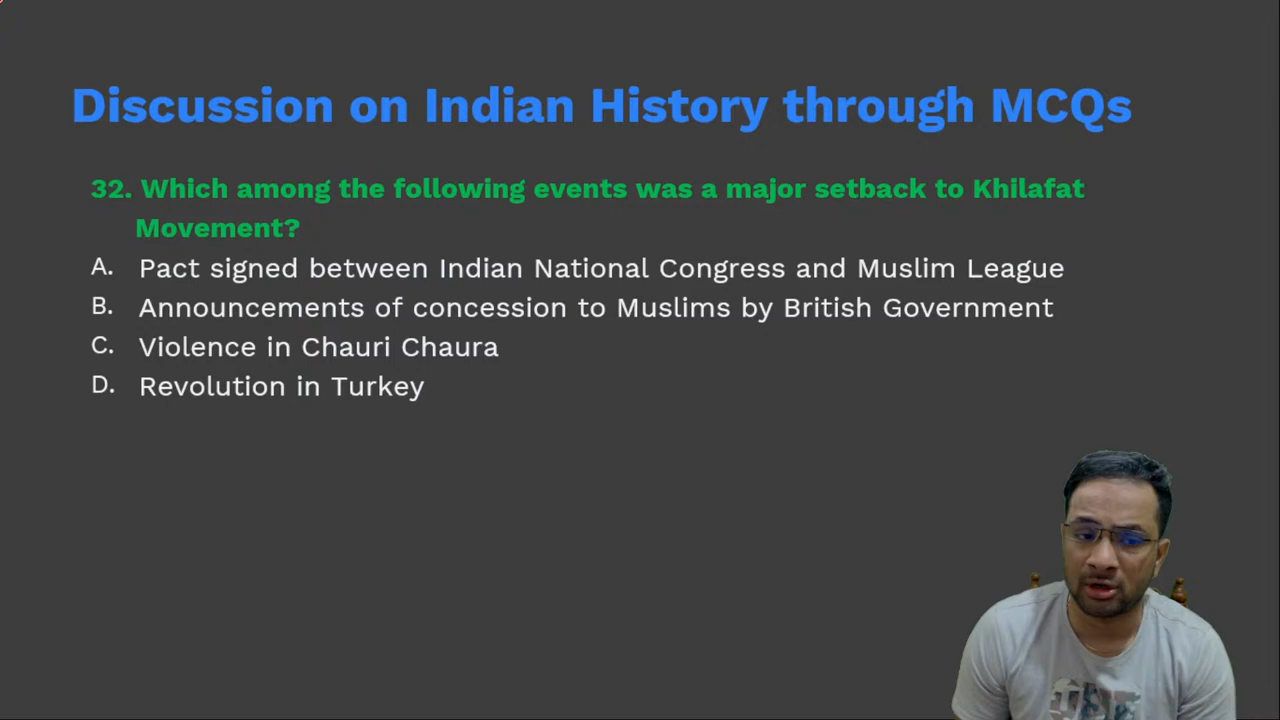 Discussion on Indian History through MCQs
32. Which among the following events was a major setback to Khilafat
Movement?
A. Pact signed between Indian National Congress and Muslim League
B. Announcements of concession to Muslims by British Government
C. Violence in Chauri Chaura
D. Revolution in Turkey